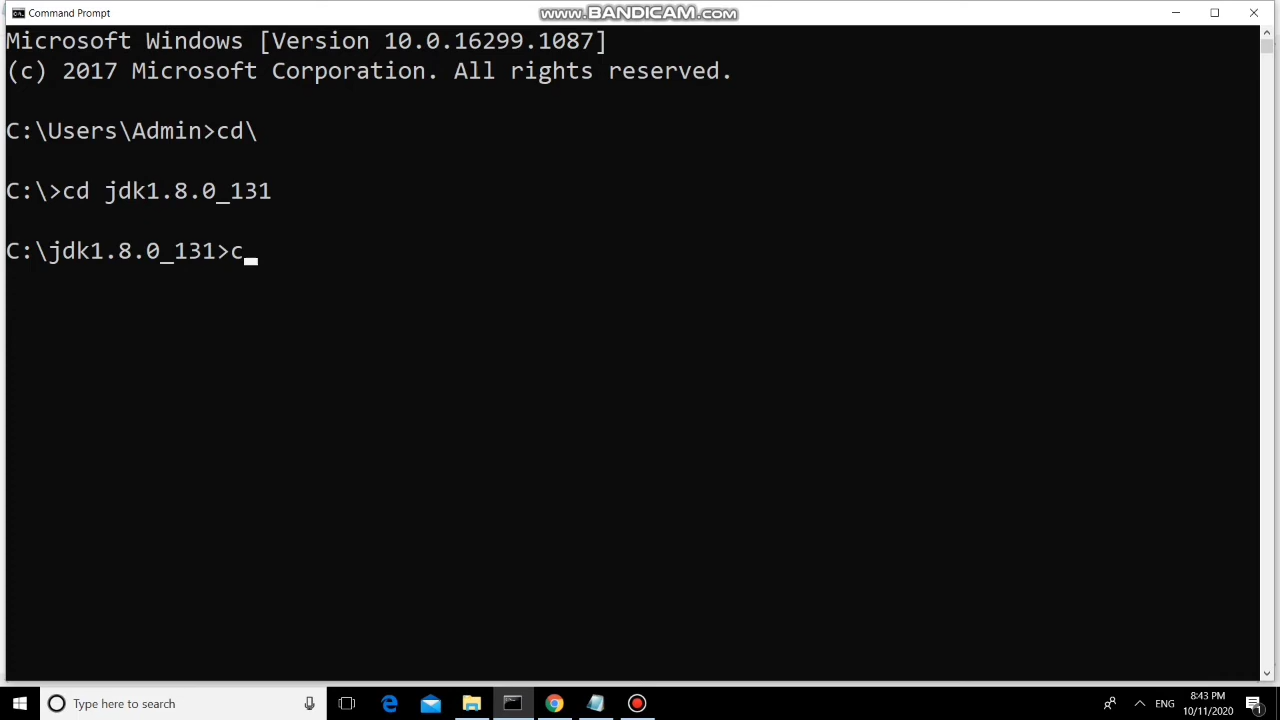 Command Prompt
www.BANDICAM.com
Microsoft Windows [Version 10.0.16299.1087]
(c) 2017 Microsoft Corporation. All rights reserved.
C:\Users\Admin>cd\
C:\>cd jdk1.8.0_131
C:\jdk1.8.0_131>c
Type here to search
ENG
8:43 PM
10/11/2020
1